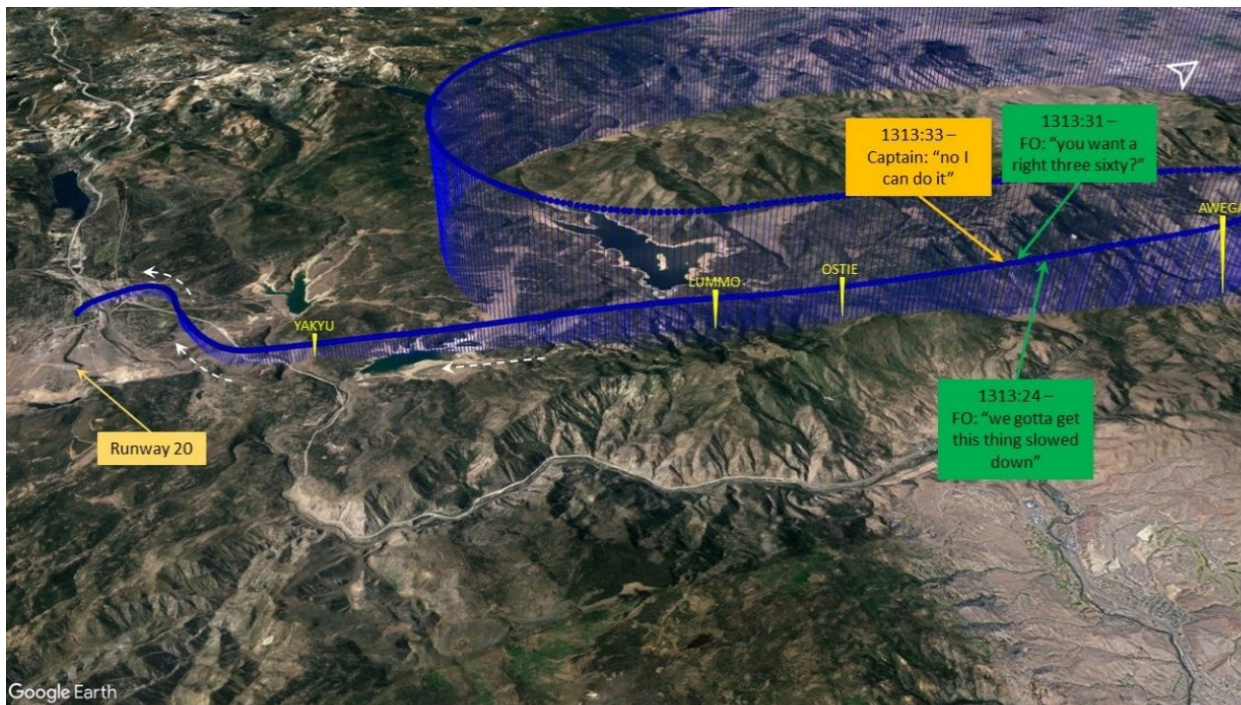 1313:33 –
Captain: “no I
can do it”
1313:31 –
FO: “you want a
right three sixty?”
AWEGA
OSTIE
LUMMO
YAKYU
1313:24 –
FO: “we gotta get
this thing slowed
down”
Runway 20
Google Earth